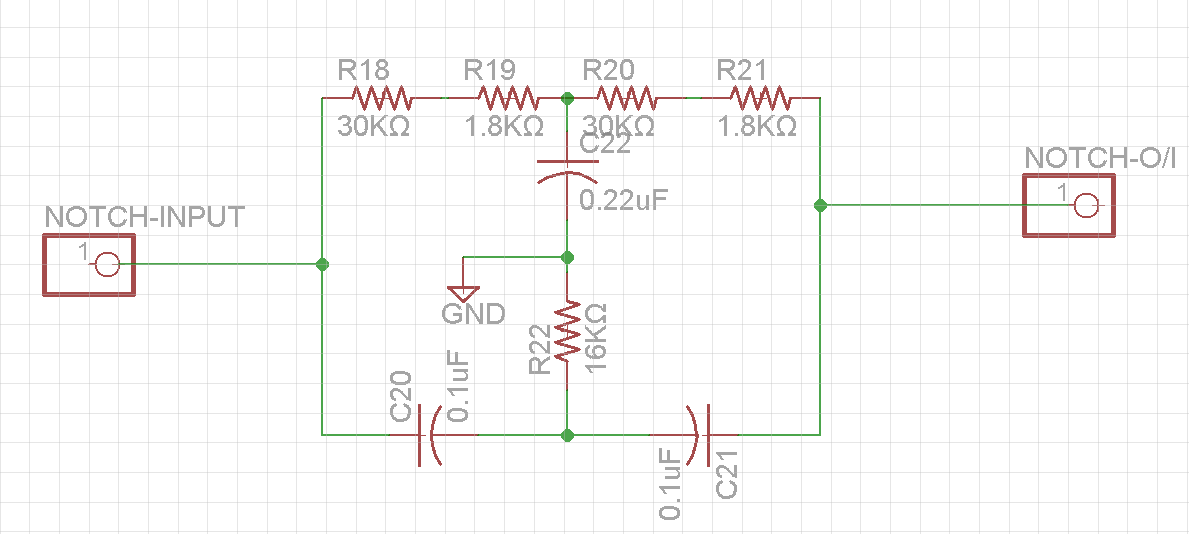 R18 R19 R20 R21
30KΩ 1.8KΩ 30KΩ 1.8KΩ
C22
NOTCH-O/I
1
0.22uF
NOTCH-INPUT
1
GND
R22
16KΩ
C20
0.1uF
0.1uF
C21